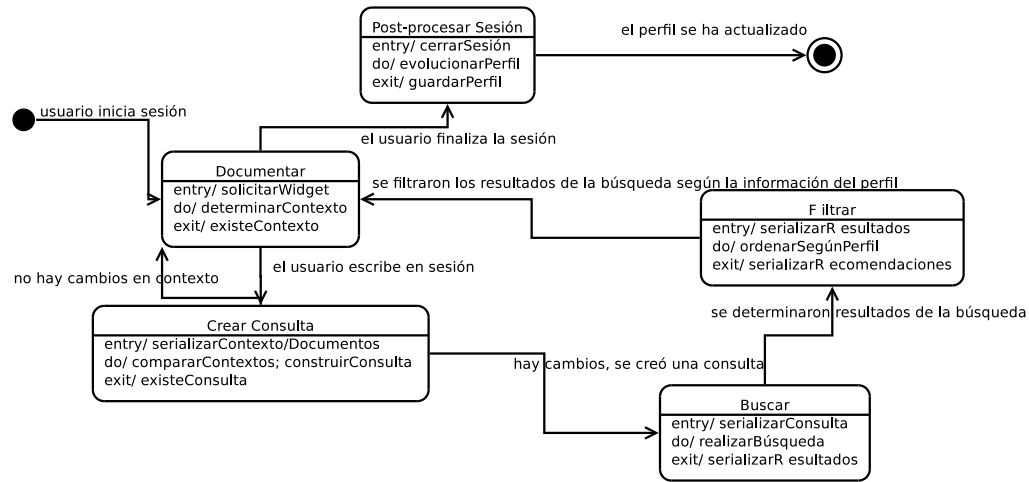 Post-procesar Sesión
entry/ cerrarSesión
do/ evolucionarPerfil
exit/ guardarPerfil
el perfil se ha actualizado
usuario inicia sesión
el usuario finaliza la sesión
Documentar
entry/ solicitarWidget
do/ determinarContexto
exit/ existeContexto
se filtraron los resultados de la búsqueda según la información del perfil
F iltrar
entry/ serializarR esultados
do/ ordenarSegúnPerfil
exit/ serializarR ecomendaciones
no hay cambios en contexto
el usuario escribe en sesión
se determinaron resultados de la búsqueda
Crear Consulta
entry/ serializarContexto/Documentos
do/ compararContextos; construirConsulta
exit/ existeConsulta
hay cambios, se creó una consulta
Buscar
entry/ serializarConsulta
do/ realizarBúsqueda
exit/ serializarR esultados